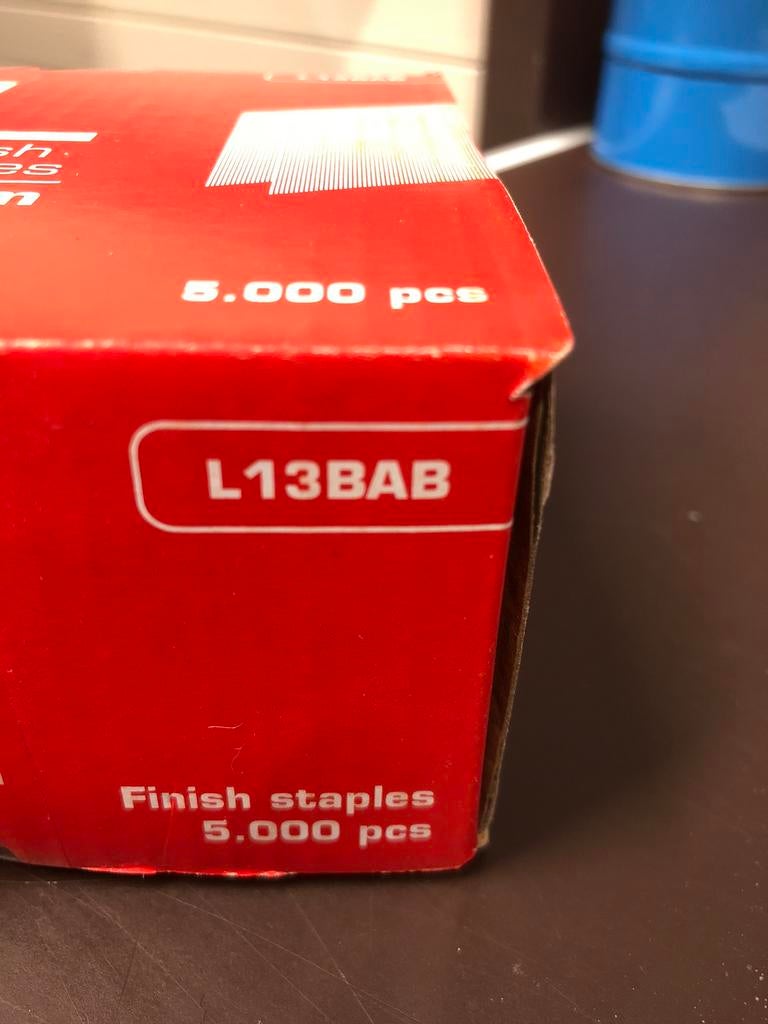 5.000 pcs
L13BAB
Finish staples
5.000 pcs